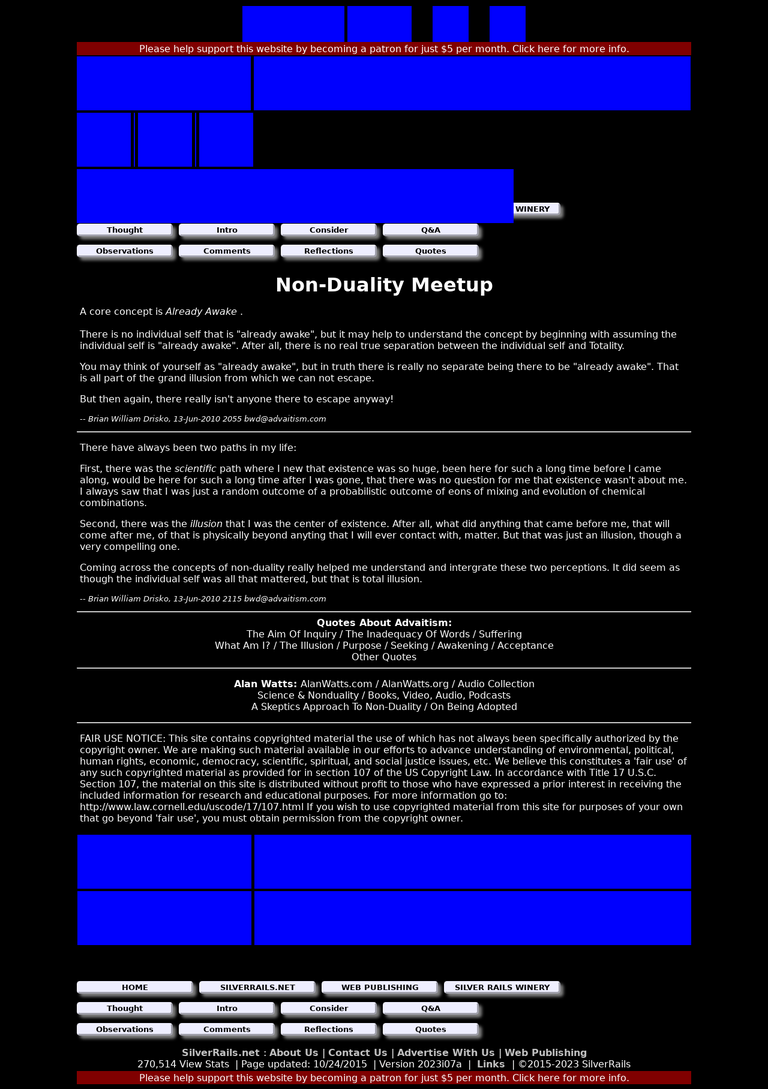 Please help support this website by becoming a patron for just $5 per month. Click here for more info.
WINERY
Thought Intro Consider Q&A
Observations Comments Reflections Quotes
Non-Duality Meetup
A core concept is Already Awake .
There is no individual self that is "already awake", but it may help to understand the concept by beginning with assuming the
individual self is "already awake". After all, there is no real true separation between the individual self and Totality.
You may think of yourself as "already awake", but in truth there is really no separate being there to be "already awake". That
is all part of the grand illusion from which we can not escape.
But then again, there really isn't anyone there to escape anyway!
-- Brian William Drisko, 13-Jun-2010 2055 bwd@advaitism.com
There have always been two paths in my life:
First, there was the scientific path where I new that existence was so huge, been here for such a long time before I came
along, would be here for such a long time after I was gone, that there was no question for me that existence wasn't about me.
I always saw that I was just a random outcome of a probabilistic outcome of eons of mixing and evolution of chemical
combinations.
Second, there was the illusion that I was the center of existence. After all, what did anything that came before me, that will
come after me, of that is physically beyond anyting that I will ever contact with, matter. But that was just an illusion, though a
very compelling one.
Coming across the concepts of non-duality really helped me understand and intergrate these two perceptions. It did seem as
though the individual self was all that mattered, but that is total illusion.
-- Brian William Drisko, 13-Jun-2010 2115 bwd@advaitism.com
Quotes About Advaitism:
The Aim Of Inquiry / The Inadequacy Of Words / Suffering
What Am I? / The Illusion / Purpose / Seeking / Awakening / Acceptance
Other Quotes
Alan Watts: AlanWatts.com / AlanWatts.org / Audio Collection
Science & Nonduality / Books, Video, Audio, Podcasts
A Skeptics Approach To Non-Duality / On Being Adopted
FAIR USE NOTICE: This site contains copyrighted material the use of which has not always been specifically authorized by the
copyright owner. We are making such material available in our efforts to advance understanding of environmental, political,
human rights, economic, democracy, scientific, spiritual, and social justice issues, etc. We believe this constitutes a 'fair use' of
any such copyrighted material as provided for in section 107 of the US Copyright Law. In accordance with Title 17 U.S.C.
Section 107, the material on this site is distributed without profit to those who have expressed a prior interest in receiving the
included information for research and educational purposes. For more information go to:
http://www.law.cornell.edu/uscode/17/107.html If you wish to use copyrighted material from this site for purposes of your own
that go beyond 'fair use', you must obtain permission from the copyright owner.
HOME SILVERRAILS.NET WEB PUBLISHING SILVER RAILS WINERY
Thought Intro Consider Q&A
Observations Comments Reflections Quotes
SilverRails.net : About Us | Contact Us | Advertise With Us | Web Publishing
270,514 View Stats | Page updated: 10/24/2015 | Version 2023i07a | Links | ©2015-2023 SilverRails
Please help support this website by becoming a patron for just $5 per month. Click here for more info.